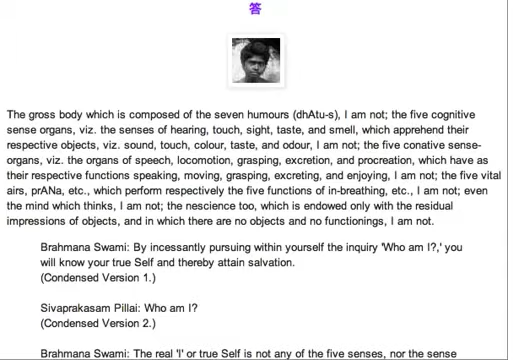 答
The gross body which is composed of the seven humours (dhAtu-s), I am not; the five cognitive
sense organs, viz. the senses of hearing, touch, sight, taste, and smell, which apprehend their
respective objects, viz. sound, touch, colour, taste, and odour, I am not; the five conative sense-
organs, viz. the organs of speech, locomotion, grasping, excretion, and procreation, which have as
their respective functions speaking, moving, grasping, excreting, and enjoying, I am not; the five vital
airs, prANa, etc., which perform respectively the five functions of in-breathing, etc., I am not; even
the mind which thinks, I am not; the nescience too, which is endowed only with the residual
impressions of objects, and in which there are no objects and no functionings, I am not.
Brahmana Swami: By incessantly pursuing within yourself the inquiry 'Who am I?,' you
will know your true Self and thereby attain salvation.
(Condensed Version 1.)
Sivaprakasam Pillai: Who am I?
(Condensed Version 2.)
Brahmana Swami: The real 'I' or true Self is not any of the five senses, nor the sense